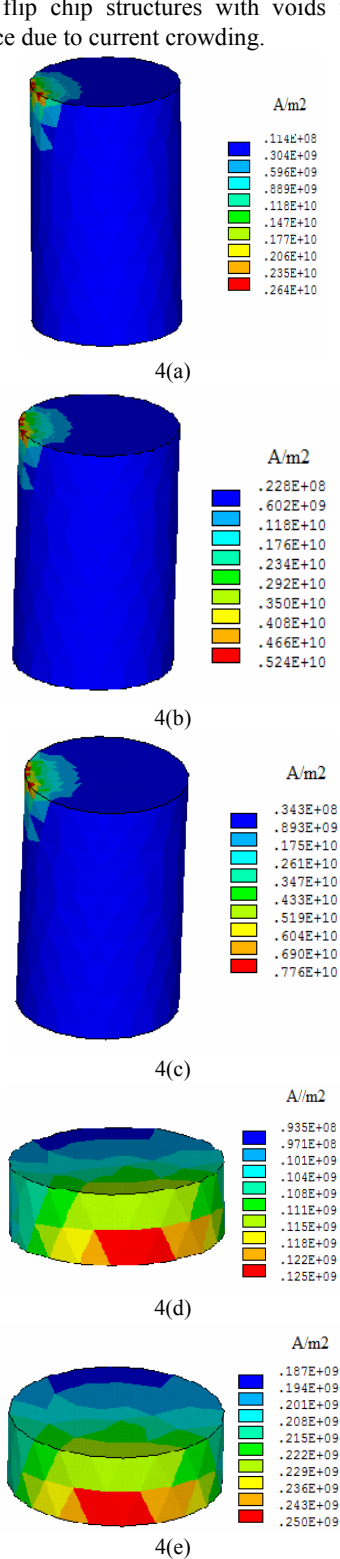 flip chip structures with voids
ce due to current crowding.
A/m2
.114E+08
.304E+09
.596E+09
.889E+09
.118E+10
.147E+10
.177E+10
.206E+10
.235E+10
.264E+10
4(a)
A/m2
.228E+08
.602E+09
.118E+10
.176E+10
.234E+10
.292E+10
.350E+10
.408E+10
.466E+10
.524E+10
4(b)
A/m2
.343E+08
.893E+09
.175E+10
.261E+10
.347E+10
.433E+10
.519E+10
.604E+10
.690E+10
.776E+10
4(c)
A//m2
.935E+08
.971E+08
.101E+09
.104E+09
.108E+09
.111E+09
.115E+09
.118E+09
.122E+09
.125E+09
4(d)
A/m2
.187E+09
.194E+09
.201E+09
.208E+09
.215E+09
.222E+09
.229E+09
.236E+09
.243E+09
.250E+09
4(e)